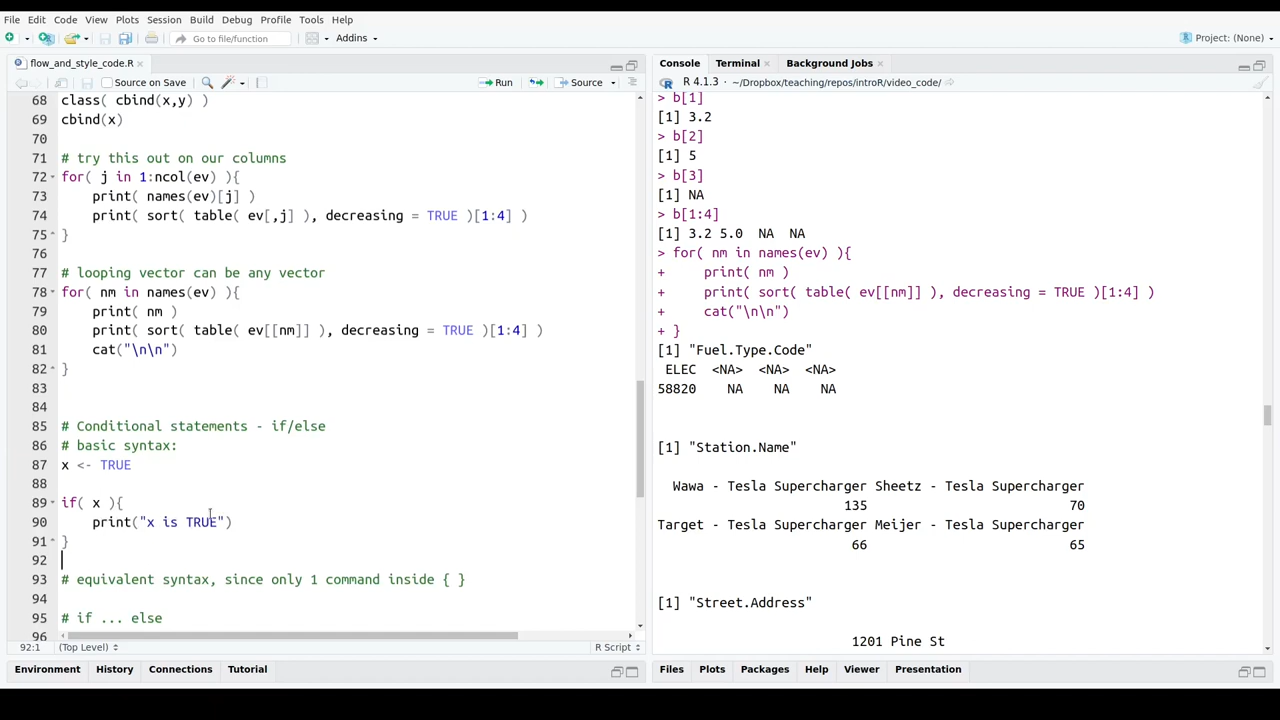 File Edit Code View Plots Session Build Debug Profile Tools Help
Go to file/function Addins Project: (None)
flow_and_style_code.R
Source on Save Run Source
68 class( cbind(x,y) )
69 cbind(x)
70
71 # try this out on our columns
72 for( j in 1:ncol(ev) ){
73     print( names(ev)[j] )
74     print( sort( table( ev[,j] ), decreasing = TRUE )[1:4] )
75 }
76
77 # looping vector can be any vector
78 for( nm in names(ev) ){
79     print( nm )
80     print( sort( table( ev[[nm]] ), decreasing = TRUE )[1:4] )
81     cat("\n\n")
82 }
83
84
85 # Conditional statements - if/else
86 # basic syntax:
87 x <- TRUE
88
89 if( x ){
90     print("x is TRUE")
91 }
92
93 # equivalent syntax, since only 1 command inside { }
94
95 # if ... else
96
92:1 (Top Level) R Script
Environment History Connections Tutorial
Console Terminal Background Jobs
R 4.1.3 · ~/Dropbox/teaching/repos/introR/video_code/
> b[1]
[1] 3.2
> b[2]
[1] 5
> b[3]
[1] NA
> b[1:4]
[1] 3.2 5.0  NA  NA
> for( nm in names(ev) ){
+     print( nm )
+     print( sort( table( ev[[nm]] ), decreasing = TRUE )[1:4] )
+     cat("\n\n")
+ }
[1] "Fuel.Type.Code"
ELEC  <NA>  <NA>  <NA>
58820    NA    NA    NA
[1] "Station.Name"
Wawa - Tesla Supercharger Sheetz - Tesla Supercharger
135 70
Target - Tesla Supercharger Meijer - Tesla Supercharger
66 65
[1] "Street.Address"
1201 Pine St
Files Plots Packages Help Viewer Presentation